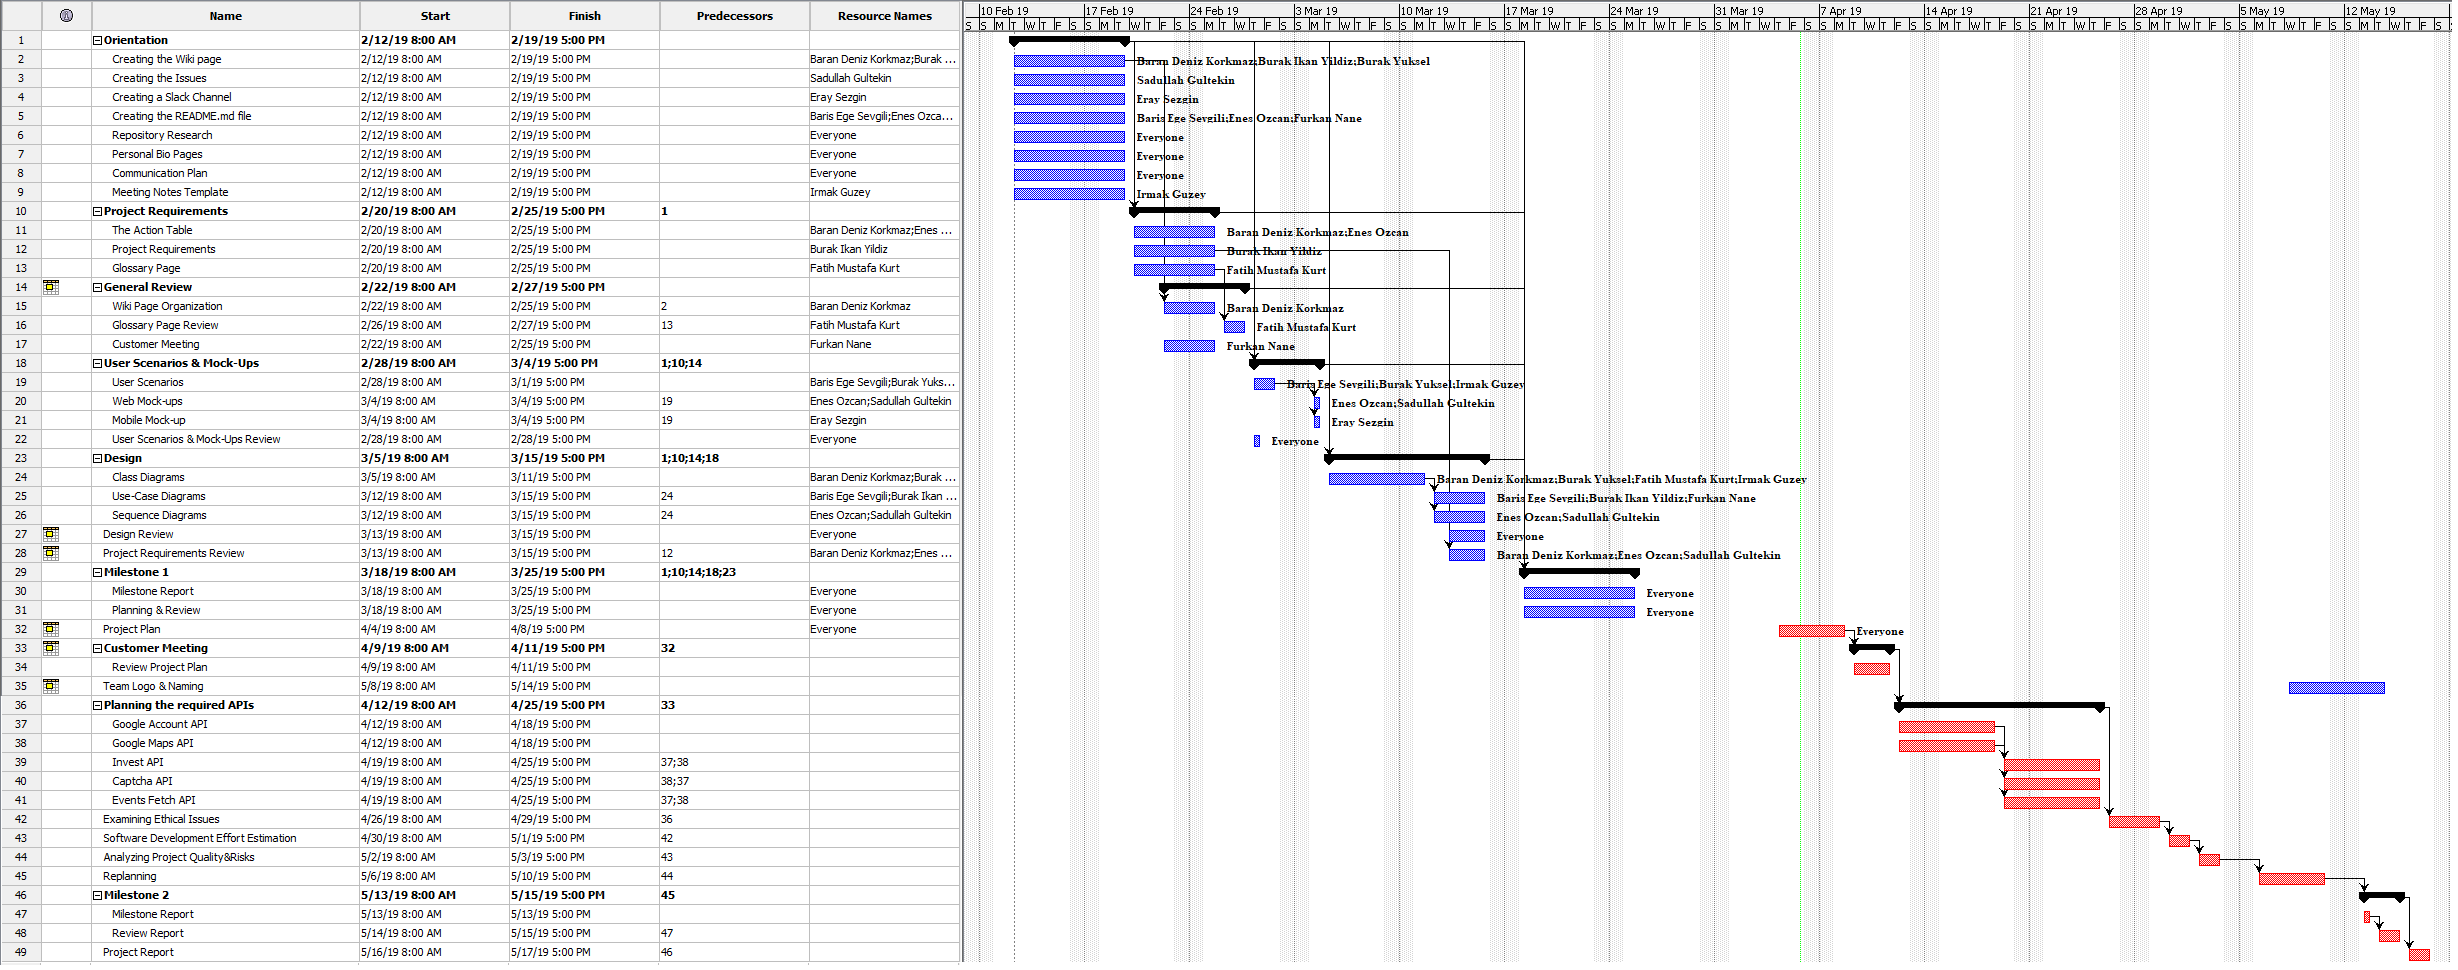 Name Start Finish Predecessors Resource Names
1 Orientation 2/12/19 8:00 AM 2/19/19 5:00 PM
2 Creating the Wiki page 2/12/19 8:00 AM 2/19/19 5:00 PM Baran Deniz Korkmaz;Burak ...
3 Creating the Issues 2/12/19 8:00 AM 2/19/19 5:00 PM Sadullah Gultekin
4 Creating a Slack Channel 2/12/19 8:00 AM 2/19/19 5:00 PM Eray Sezgin
5 Creating the README.md file 2/12/19 8:00 AM 2/19/19 5:00 PM Baris Ege Sevgili;Enes Ozca...
6 Repository Research 2/12/19 8:00 AM 2/19/19 5:00 PM Everyone
7 Personal Bio Pages 2/12/19 8:00 AM 2/19/19 5:00 PM Everyone
8 Communication Plan 2/12/19 8:00 AM 2/19/19 5:00 PM Everyone
9 Meeting Notes Template 2/12/19 8:00 AM 2/19/19 5:00 PM Irmak Guzey
10 Project Requirements 2/20/19 8:00 AM 2/25/19 5:00 PM 1
11 The Action Table 2/20/19 8:00 AM 2/25/19 5:00 PM Baran Deniz Korkmaz;Enes ...
12 Project Requirements 2/20/19 8:00 AM 2/25/19 5:00 PM Burak Ikan Yildiz
13 Glossary Page 2/20/19 8:00 AM 2/25/19 5:00 PM Fatih Mustafa Kurt
14 General Review 2/22/19 8:00 AM 2/27/19 5:00 PM
15 Wiki Page Organization 2/22/19 8:00 AM 2/25/19 5:00 PM 2 Baran Deniz Korkmaz
16 Glossary Page Review 2/26/19 8:00 AM 2/27/19 5:00 PM 13 Fatih Mustafa Kurt
17 Customer Meeting 2/22/19 8:00 AM 2/25/19 5:00 PM Furkan Nane
18 User Scenarios & Mock-Ups 2/28/19 8:00 AM 3/4/19 5:00 PM 1;10;14
19 User Scenarios 2/28/19 8:00 AM 3/1/19 5:00 PM Baris Ege Sevgili;Burak Yuks...
20 Web Mock-ups 3/4/19 8:00 AM 3/4/19 5:00 PM 19 Enes Ozcan;Sadullah Gultekin
21 Mobile Mock-up 3/4/19 8:00 AM 3/4/19 5:00 PM 19 Eray Sezgin
22 User Scenarios & Mock-Ups Review 2/28/19 8:00 AM 2/28/19 5:00 PM Everyone
23 Design 3/5/19 8:00 AM 3/15/19 5:00 PM 1;10;14;18
24 Class Diagrams 3/5/19 8:00 AM 3/11/19 5:00 PM Baran Deniz Korkmaz;Burak ...
25 Use-Case Diagrams 3/12/19 8:00 AM 3/15/19 5:00 PM 24 Baris Ege Sevgili;Burak Ikan ...
26 Sequence Diagrams 3/12/19 8:00 AM 3/15/19 5:00 PM 24 Enes Ozcan;Sadullah Gultekin
27 Design Review 3/13/19 8:00 AM 3/15/19 5:00 PM Everyone
28 Project Requirements Review 3/13/19 8:00 AM 3/15/19 5:00 PM 12 Baran Deniz Korkmaz;Enes ...
29 Milestone 1 3/18/19 8:00 AM 3/25/19 5:00 PM 1;10;14;18;23
30 Milestone Report 3/18/19 8:00 AM 3/25/19 5:00 PM Everyone
31 Planning & Review 3/18/19 8:00 AM 3/25/19 5:00 PM Everyone
32 Project Plan 4/4/19 8:00 AM 4/8/19 5:00 PM Everyone
33 Customer Meeting 4/9/19 8:00 AM 4/11/19 5:00 PM 32
34 Review Project Plan 4/9/19 8:00 AM 4/11/19 5:00 PM
35 Team Logo & Naming 5/8/19 8:00 AM 5/14/19 5:00 PM
36 Planning the required APIs 4/12/19 8:00 AM 4/25/19 5:00 PM 33
37 Google Account API 4/12/19 8:00 AM 4/18/19 5:00 PM
38 Google Maps API 4/12/19 8:00 AM 4/18/19 5:00 PM
39 Invest API 4/19/19 8:00 AM 4/25/19 5:00 PM 37;38
40 Captcha API 4/19/19 8:00 AM 4/25/19 5:00 PM 38;37
41 Events Fetch API 4/19/19 8:00 AM 4/25/19 5:00 PM 37;38
42 Examining Ethical Issues 4/26/19 8:00 AM 4/29/19 5:00 PM 36
43 Software Development Effort Estimation 4/30/19 8:00 AM 5/1/19 5:00 PM 42
44 Analyzing Project Quality&Risks 5/2/19 8:00 AM 5/3/19 5:00 PM 43
45 Replanning 5/6/19 8:00 AM 5/10/19 5:00 PM 44
46 Milestone 2 5/13/19 8:00 AM 5/15/19 5:00 PM 45
47 Milestone Report 5/13/19 8:00 AM 5/13/19 5:00 PM
48 Review Report 5/14/19 8:00 AM 5/15/19 5:00 PM 47
49 Project Report 5/16/19 8:00 AM 5/17/19 5:00 PM 46
10 Feb 19 17 Feb 19 24 Feb 19 3 Mar 19 10 Mar 19 17 Mar 19 24 Mar 19 31 Mar 19 7 Apr 19 14 Apr 19 21 Apr 19 28 Apr 19 5 May 19 12 May 19
S S M T W T F S S M T W T F S S M T W T F S S M T W T F S S M T W T F S S M T W T F S S M T W T F S S M T W T F S S M T W T F S S M T W T F S S M T W T F S S M T W T F S S M T W T F S S M T W T F S
Baran Deniz Korkmaz;Burak Ikan Yildiz;Burak Yuksel
Sadullah Gultekin
Eray Sezgin
Baris Ege Sevgili;Enes Ozcan;Furkan Nane
Everyone
Everyone
Everyone
Irmak Guzey
Baran Deniz Korkmaz;Enes Ozcan
Burak Ikan Yildiz
Fatih Mustafa Kurt
Baran Deniz Korkmaz
Fatih Mustafa Kurt
Furkan Nane
Baris Ege Sevgili;Burak Yuksel;Irmak Guzey
Enes Ozcan;Sadullah Gultekin
Eray Sezgin
Everyone
Baran Deniz Korkmaz;Burak Yuksel;Fatih Mustafa Kurt;Irmak Guzey
Baris Ege Sevgili;Burak Ikan Yildiz;Furkan Nane
Enes Ozcan;Sadullah Gultekin
Everyone
Baran Deniz Korkmaz;Enes Ozcan;Sadullah Gultekin
Everyone
Everyone
Everyone